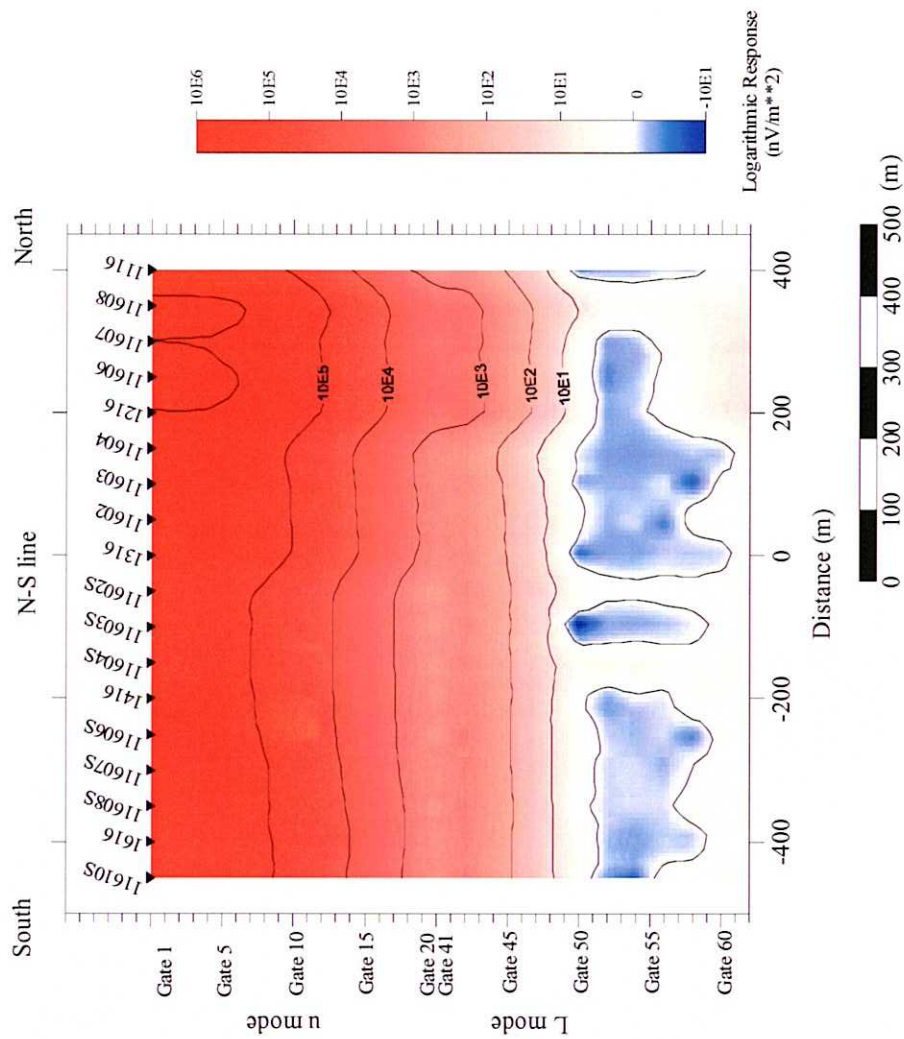 South
N-S line
North
11610S
1616
11608S
11607S
11606S
1416
11604S
11603S
11602S
1316
11602
11603
11604
1216
11606
11607
11608
1116
u mode
L mode
Gate 1
Gate 5
Gate 10
Gate 15
Gate 20
Gate 41
Gate 45
Gate 50
Gate 55
Gate 60
10E5
10E4
10E3
10E2
10E1
-400
-200
0
200
400
Distance (m)
0 100 200 300 400 500 (m)
10E6
10E5
10E4
10E3
10E2
10E1
0
-10E1
Logarithmic Response
(nV/m**2)